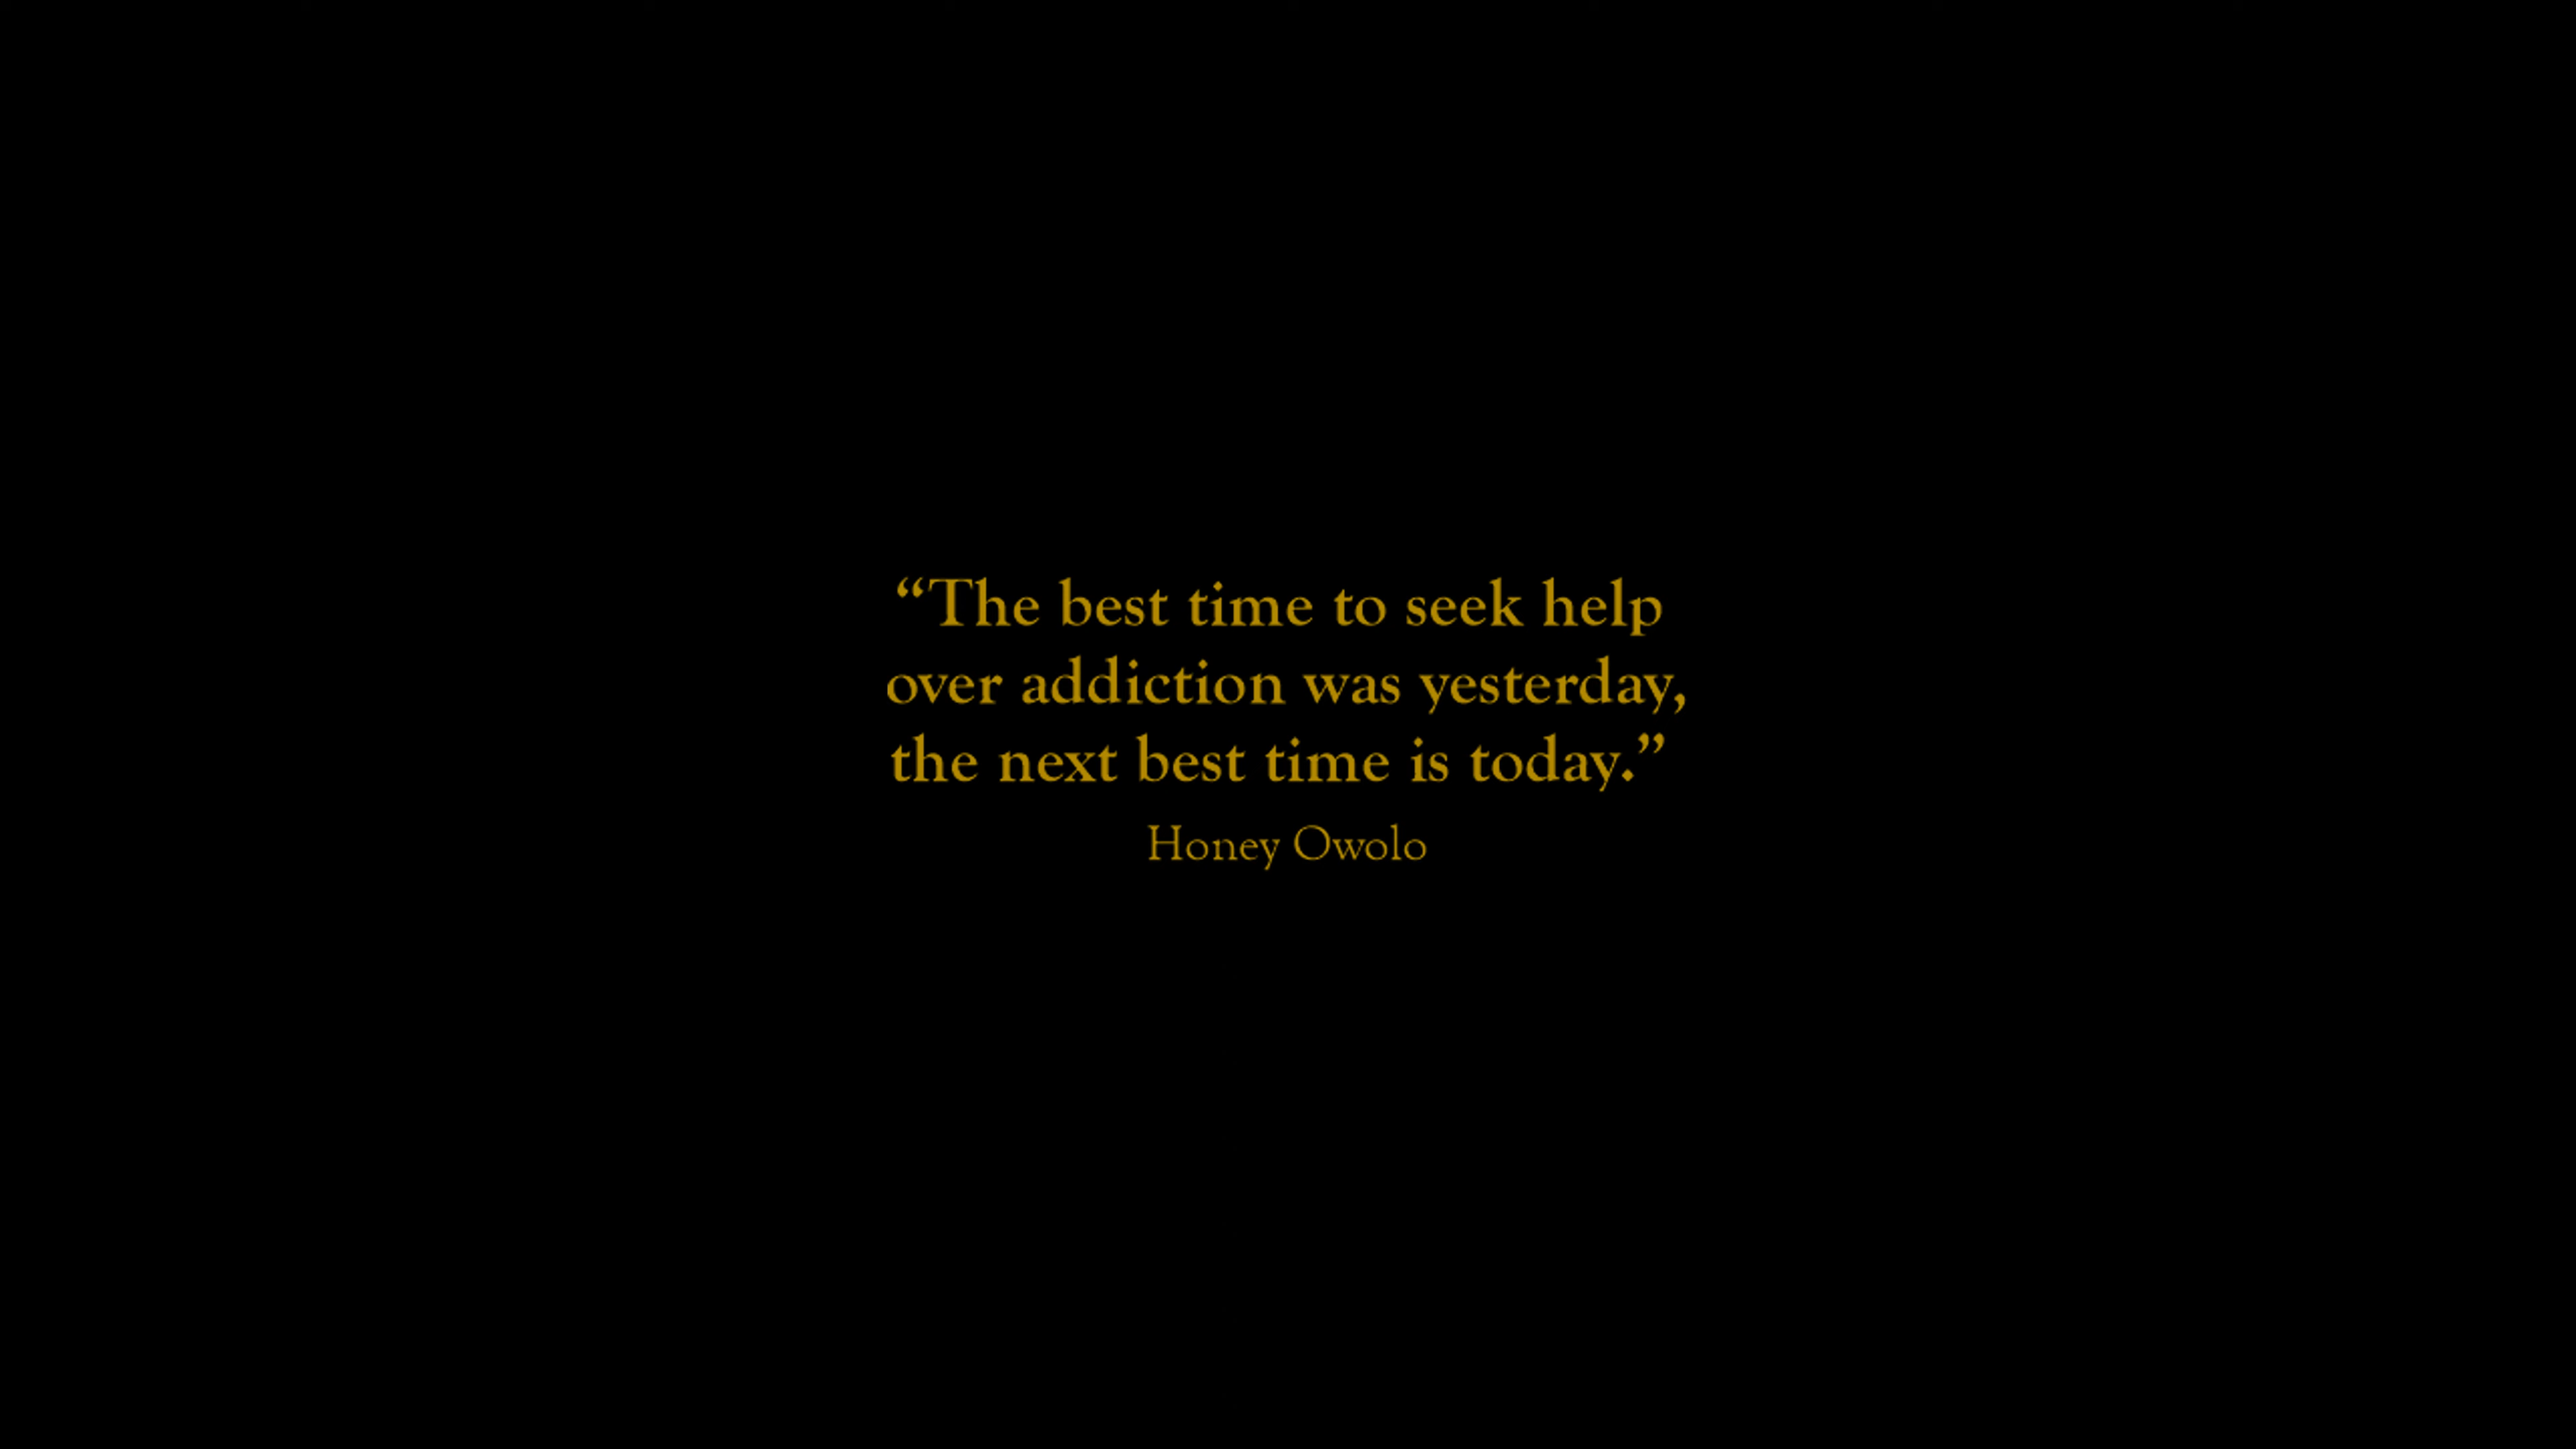 “The best time to seek help
over addiction was yesterday,
the next best time is today.”
Honey Owolo